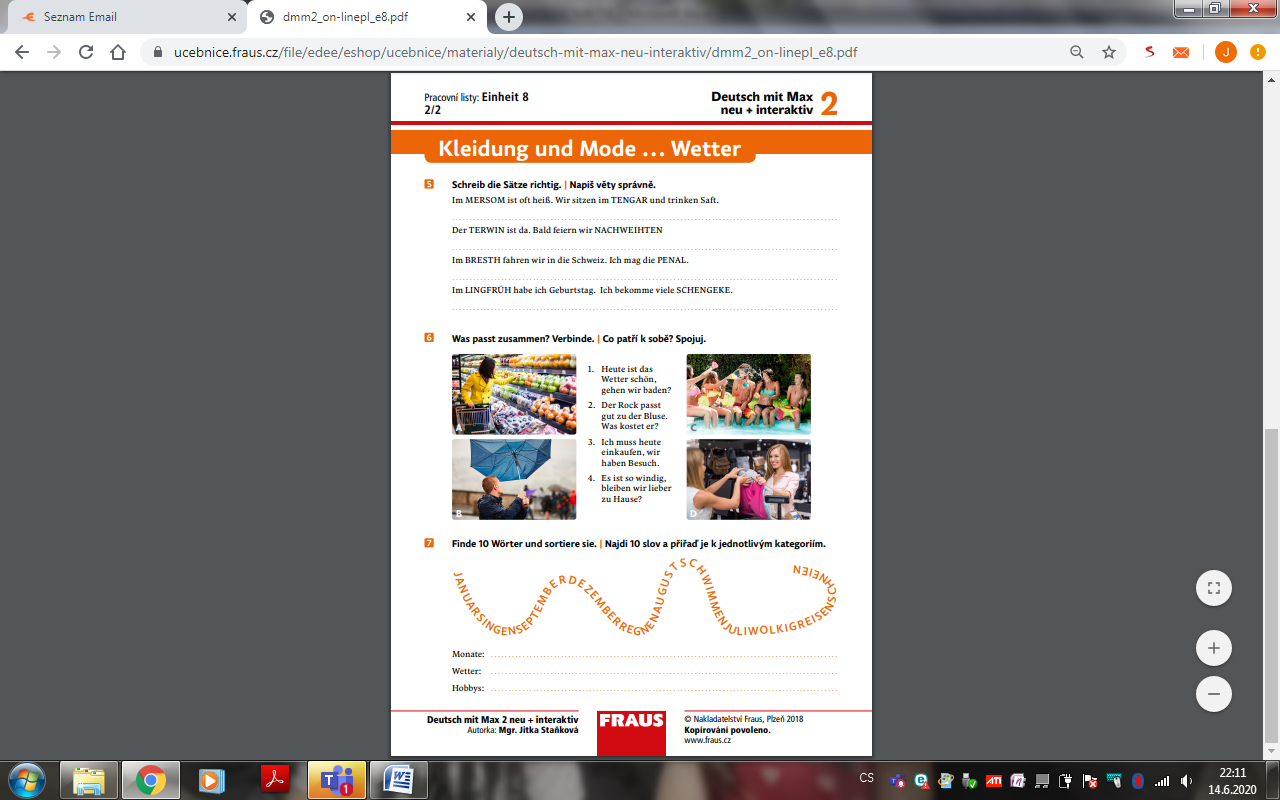 Seznam Email
dmm2_on-linepl_e8.pdf
ucebnice.fraus.cz/file/edee/eshop/ucebnice/materialy/deutsch-mit-max-neu-interaktiv/dmm2_on-linepl_e8.pdf
J
Pracovní listy: Einheit 8
2/2
Deutsch mit Max
neu + interaktiv
2
Kleidung und Mode ... Wetter
5 Schreib die Sätze richtig. | Napiš věty správně.
Im MERSOM ist oft heiß. Wir sitzen im TENGAR und trinken Saft.
Der TERWIN ist da. Bald feiern wir NACHWEIHTEN
Im BRESTH fahren wir in die Schweiz. Ich mag die PENAL.
Im LINGFRÜH habe ich Geburtstag. Ich bekomme viele SCHENGEKE.
6 Was passt zusammen? Verbinde. | Co patří k sobě? Spojuj.
A
B
1. Heute ist das
Wetter schön,
gehen wir baden?
2. Der Rock passt
gut zu der Bluse.
Was kostet er?
3. Ich muss heute
einkaufen, wir
haben Besuch.
4. Es ist so windig,
bleiben wir lieber
zu Hause?
C
D
7 Finde 10 Wörter und sortiere sie. | Najdi 10 slov a přiřaď je k jednotlivým kategoriím.
JANUARSINGENSEPTEMBERDEZEMBERREGNENAUGUSTSCHWIMMENJULIWOLKIGREISENSCHNEIEN
Monate:
Wetter:
Hobbys:
Deutsch mit Max 2 neu + interaktiv
Autorka: Mgr. Jitka Staňková
FRAUS
© Nakladatelství Fraus, Plzeň 2018
Kopírování povoleno.
www.fraus.cz
CS
22:11
14.6.2020